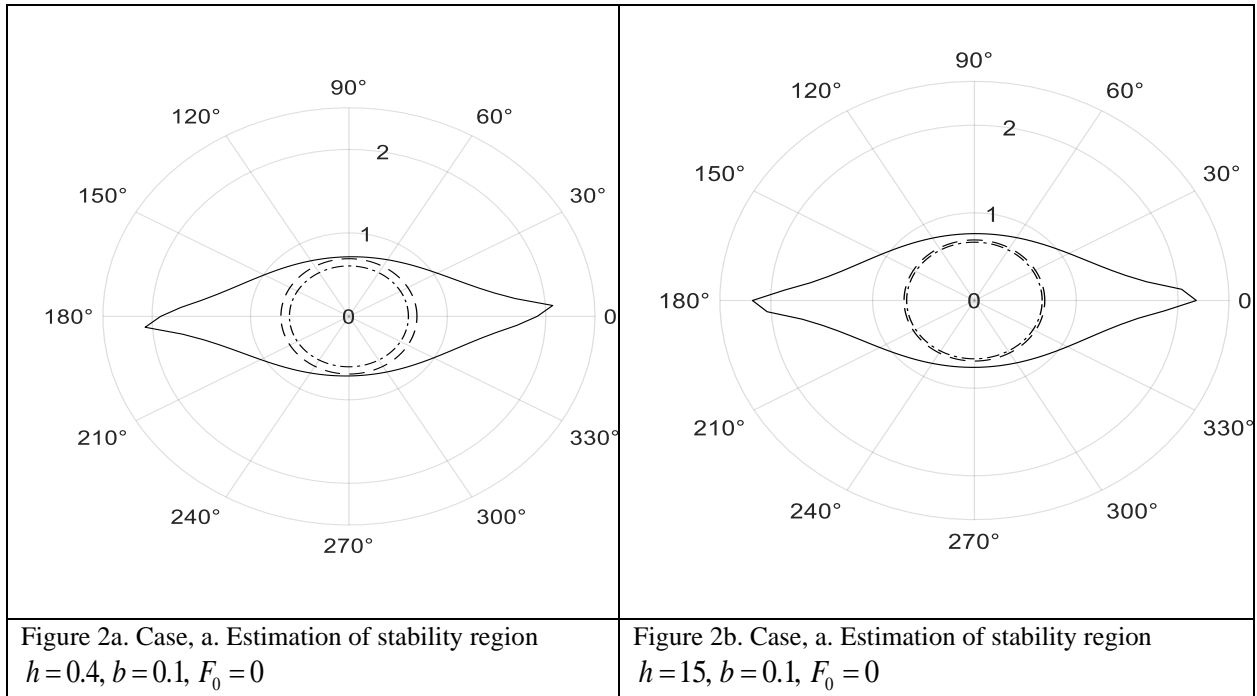 90°
120° 60°
2
150° 30°
1
180° 0 0
210° 330°
240° 300°
270°
Figure 2a. Case, a. Estimation of stability region
h = 0.4, b = 0.1, F₀ = 0
90°
120° 60°
2
150° 30°
1
180° 0 0
210° 330°
240° 300°
270°
Figure 2b. Case, a. Estimation of stability region
h = 15, b = 0.1, F₀ = 0